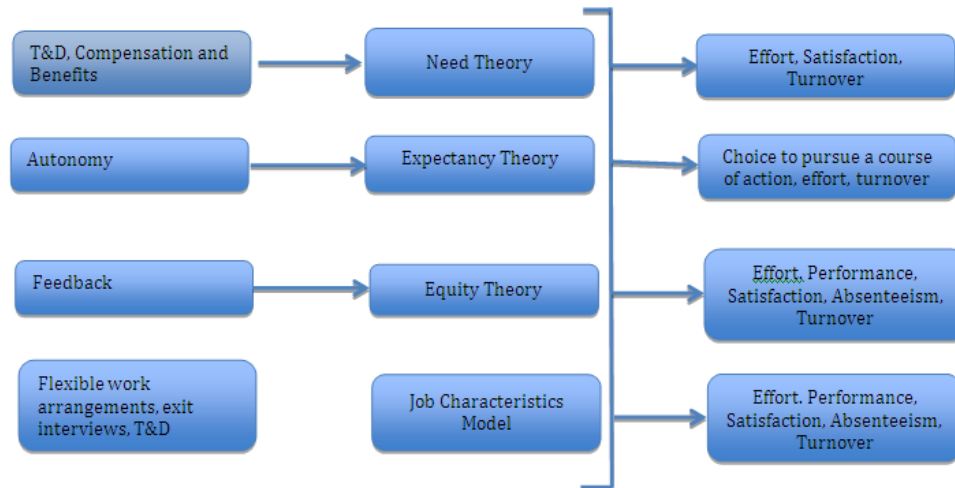 T&D, Compensation and
Benefits
Need Theory
Effort, Satisfaction,
Turnover
Autonomy
Expectancy Theory
Choice to pursue a course
of action, effort, turnover
Feedback
Equity Theory
Effort, Performance,
Satisfaction, Absenteeism,
Turnover
Flexible work
arrangements, exit
interviews, T&D
Job Characteristics
Model
Effort. Performance,
Satisfaction, Absenteeism,
Turnover